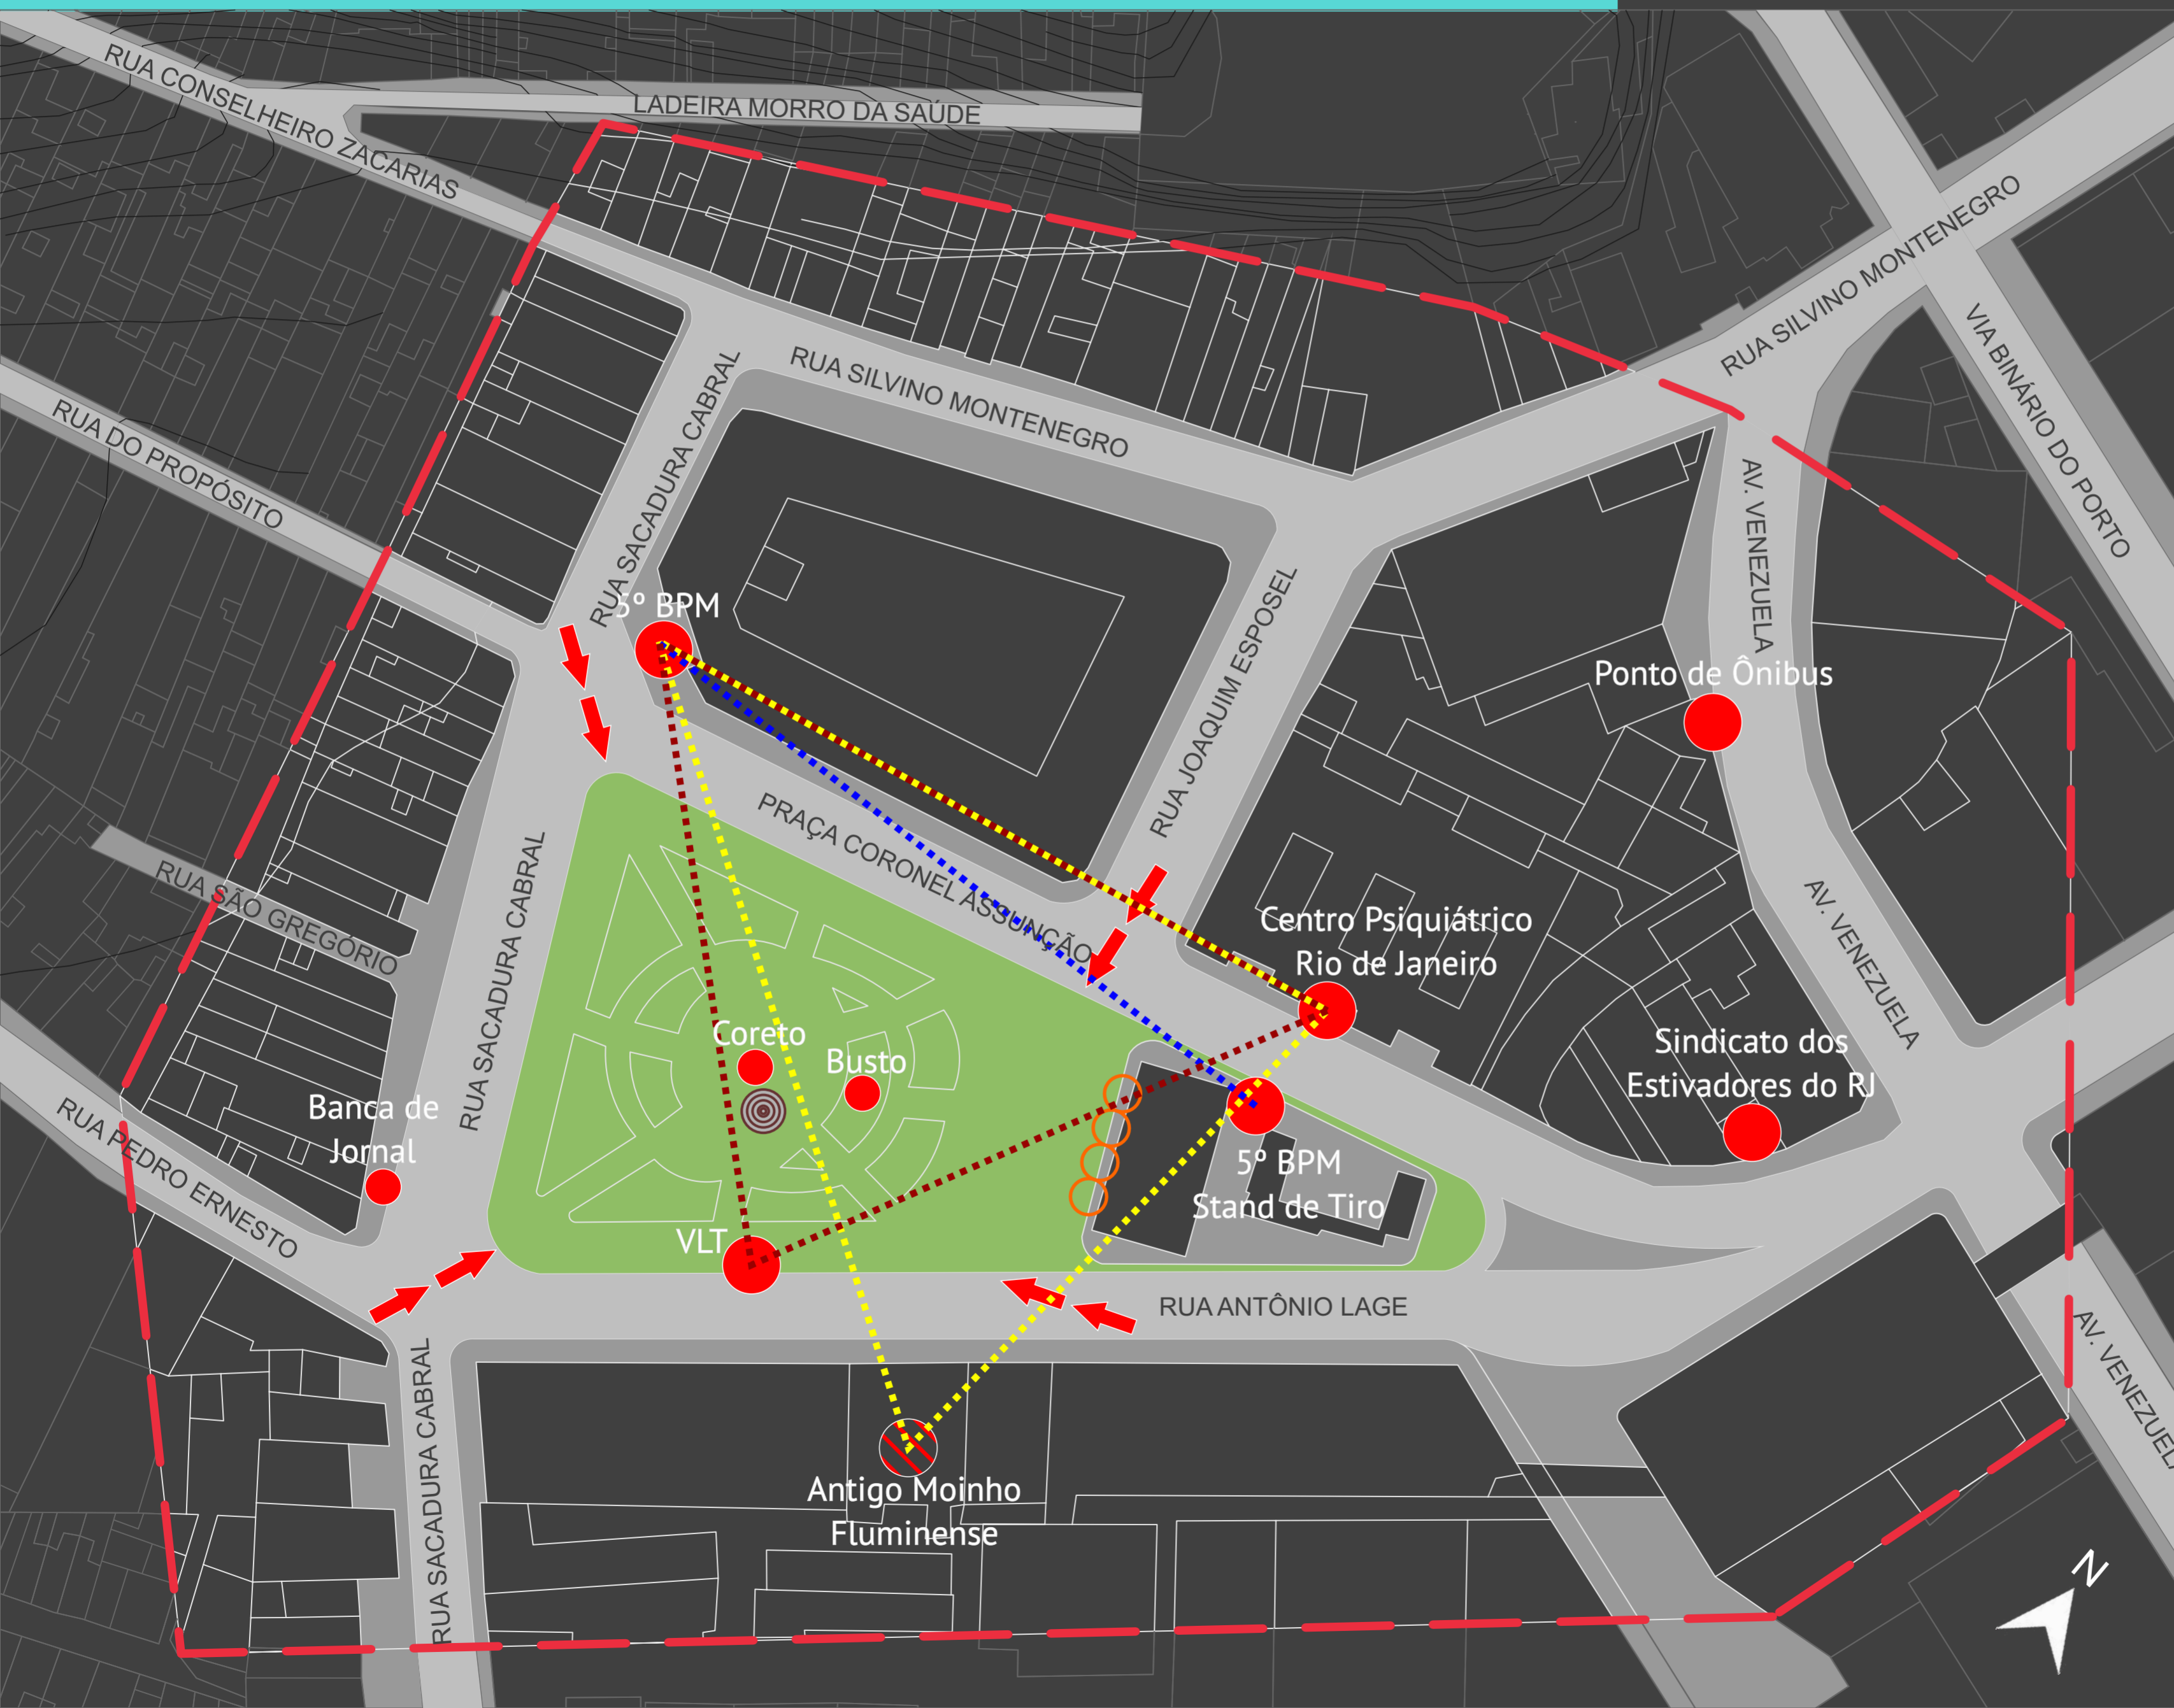 RUA CONSELHEIRO ZACARIAS
LADEIRA MORRO DA SAÚDE
RUA SILVINO MONTENEGRO
VIA BINÁRIO DO PORTO
RUA SILVINO MONTENEGRO
RUA SACADURA CABRAL
RUA DO PROPÓSITO
AV. VENEZUELA
5º BPM
RUA JOAQUIM ESPOSEL
Ponto de Ônibus
PRAÇA CORONEL ASSUNÇÃO
RUA SACADURA CABRAL
RUA SÃO GREGÓRIO
Centro Psiquiátrico
Rio de Janeiro
AV. VENEZUELA
Coreto
Busto
Sindicato dos
Estivadores do RJ
Banca de
Jornal
RUA PEDRO ERNESTO
5º BPM
Stand de Tiro
VLT
RUA ANTÔNIO LAGE
AV. VENEZUELA
RUA SACADURA CABRAL
Antigo Moinho
Fluminense
N